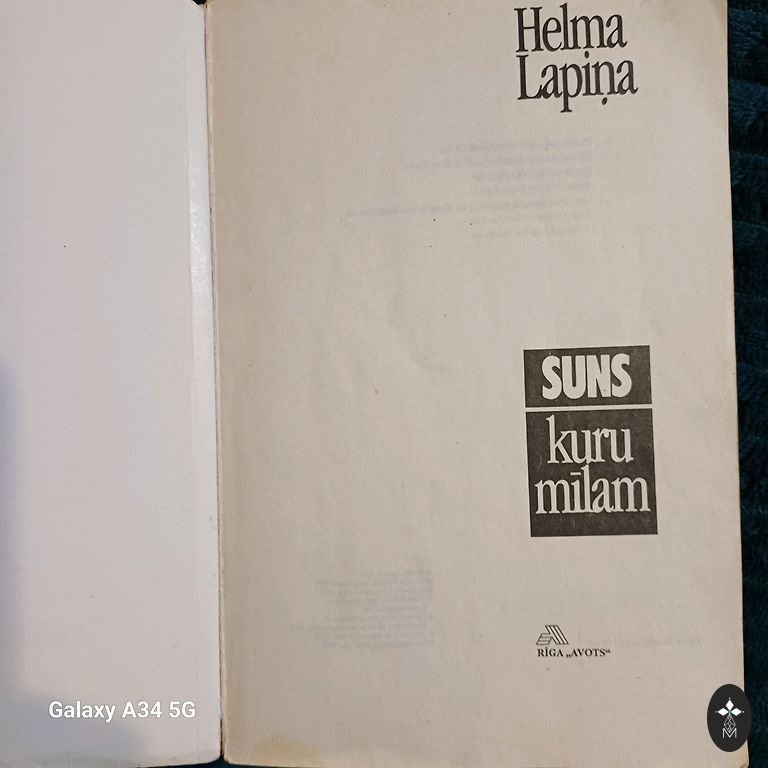 Helma
Lapiņa
SUNS
kuru
mīlam
RĪGA „AVOTS“
Galaxy A34 5G
M